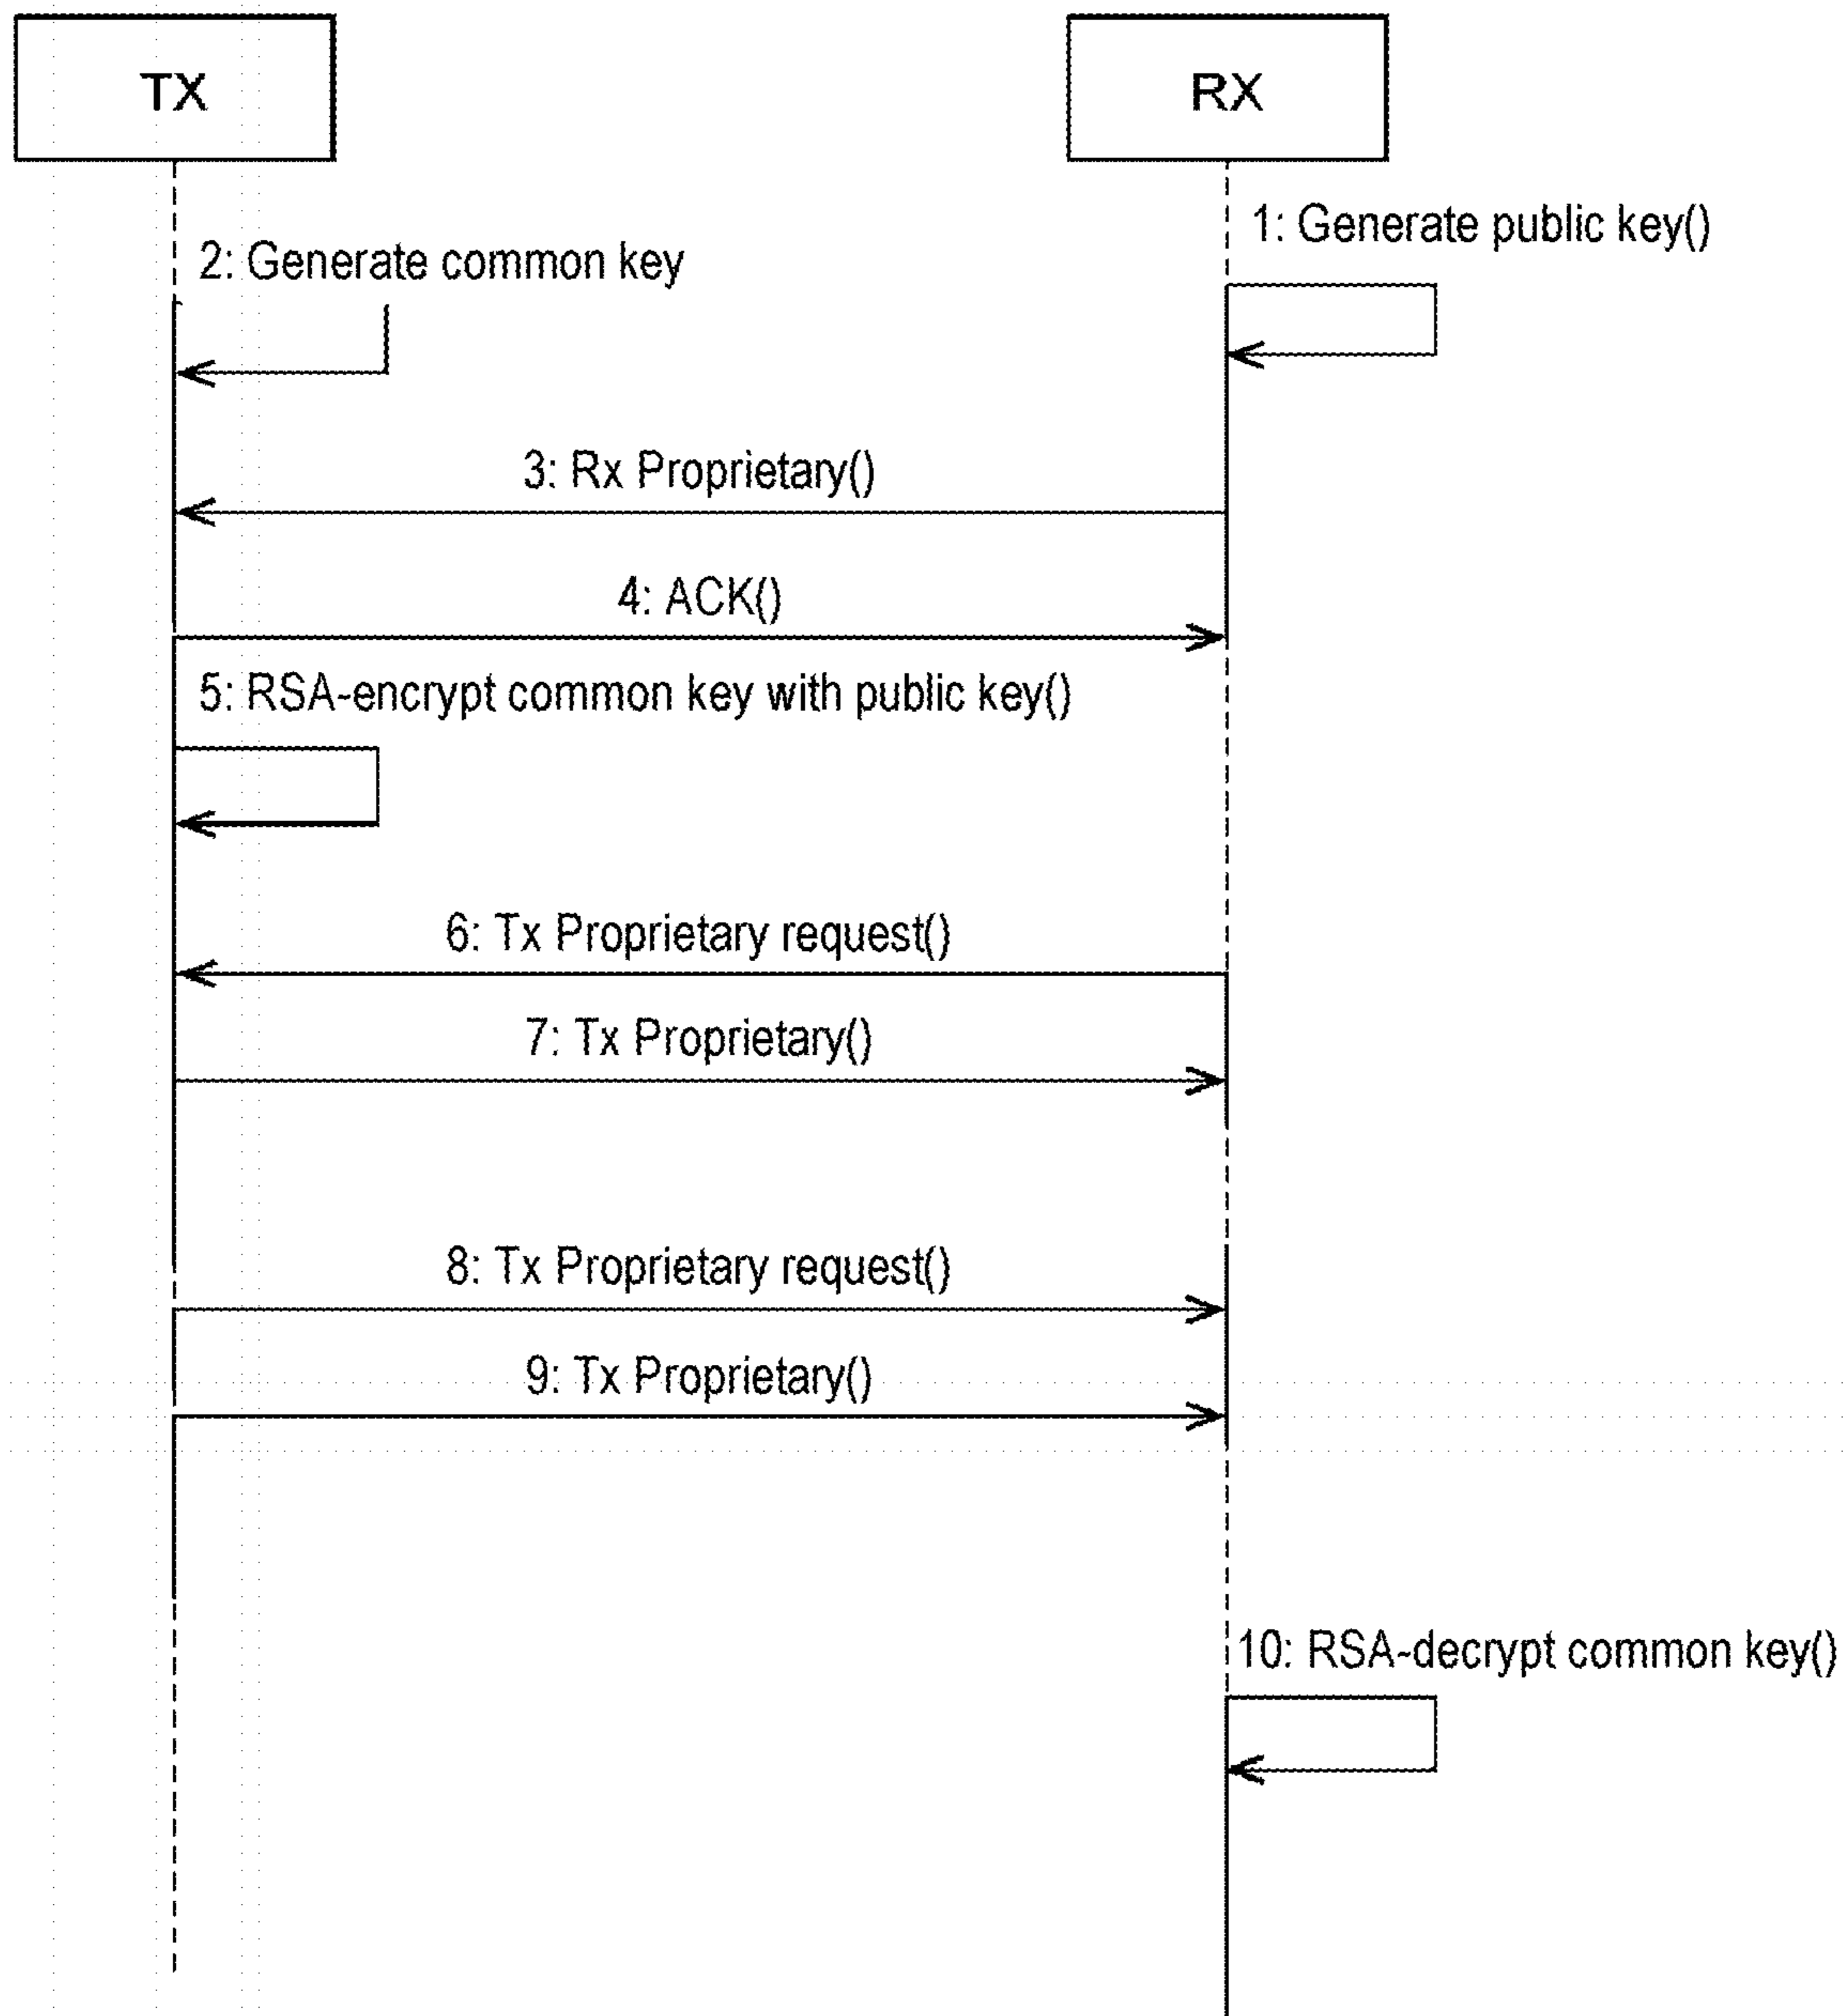 TX
RX
1: Generate public key()
2: Generate common key
3: Rx Proprietary()
4: ACK()
5: RSA-encrypt common key with public key()
6: Tx Proprietary request()
7: Tx Proprietary()
8: Tx Proprietary request()
9: Tx Proprietary()
10: RSA-decrypt common key()